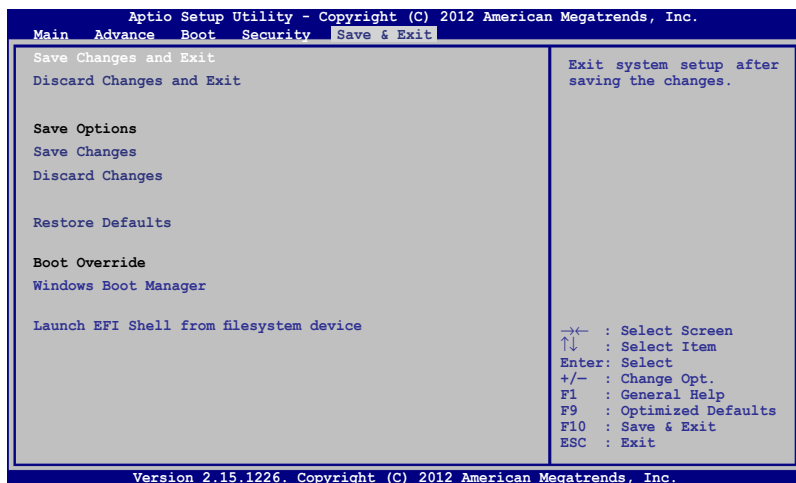 Aptio Setup Utility - Copyright (C) 2012 American Megatrends, Inc.
Main Advance Boot Security Save & Exit
Save Changes and Exit
Discard Changes and Exit
Save Options
Save Changes
Discard Changes
Restore Defaults
Boot Override
Windows Boot Manager
Launch EFI Shell from filesystem device
Exit system setup after
saving the changes.
→← : Select Screen
↑↓ : Select Item
Enter: Select
+/— : Change Opt.
F1 : General Help
F9 : Optimized Defaults
F10 : Save & Exit
ESC : Exit
Version 2.15.1226. Copyright (C) 2012 American Megatrends, Inc.